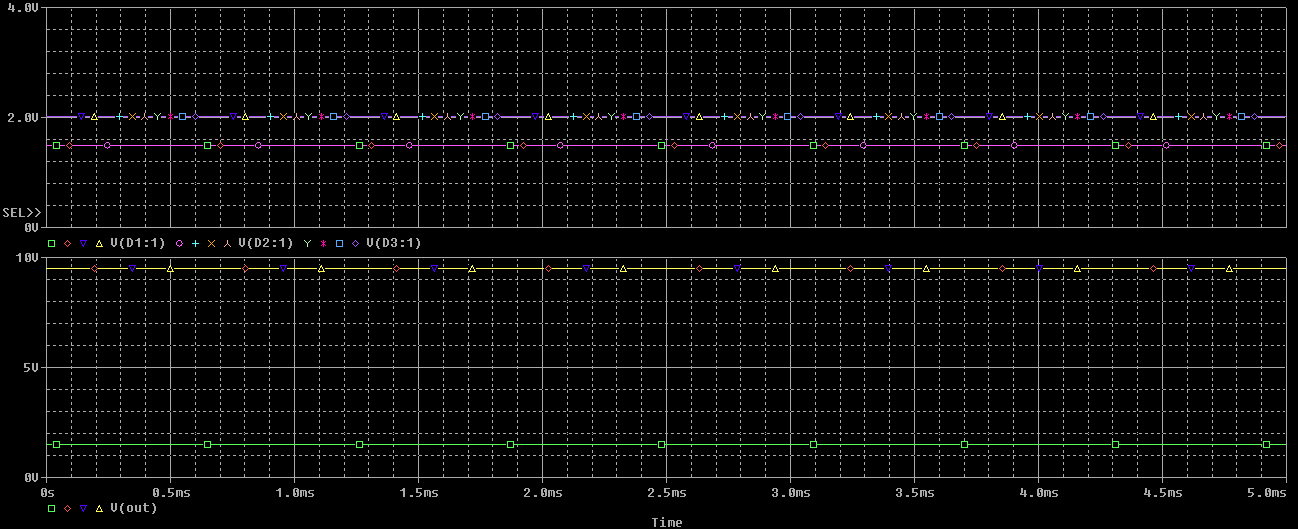 4.0V
2.0V
SEL>>
0V
V(D1:1) V(D2:1) V(D3:1)
10V
5V
0V
0s 0.5ms 1.0ms 1.5ms 2.0ms 2.5ms 3.0ms 3.5ms 4.0ms 4.5ms 5.0ms
V(out)
Time